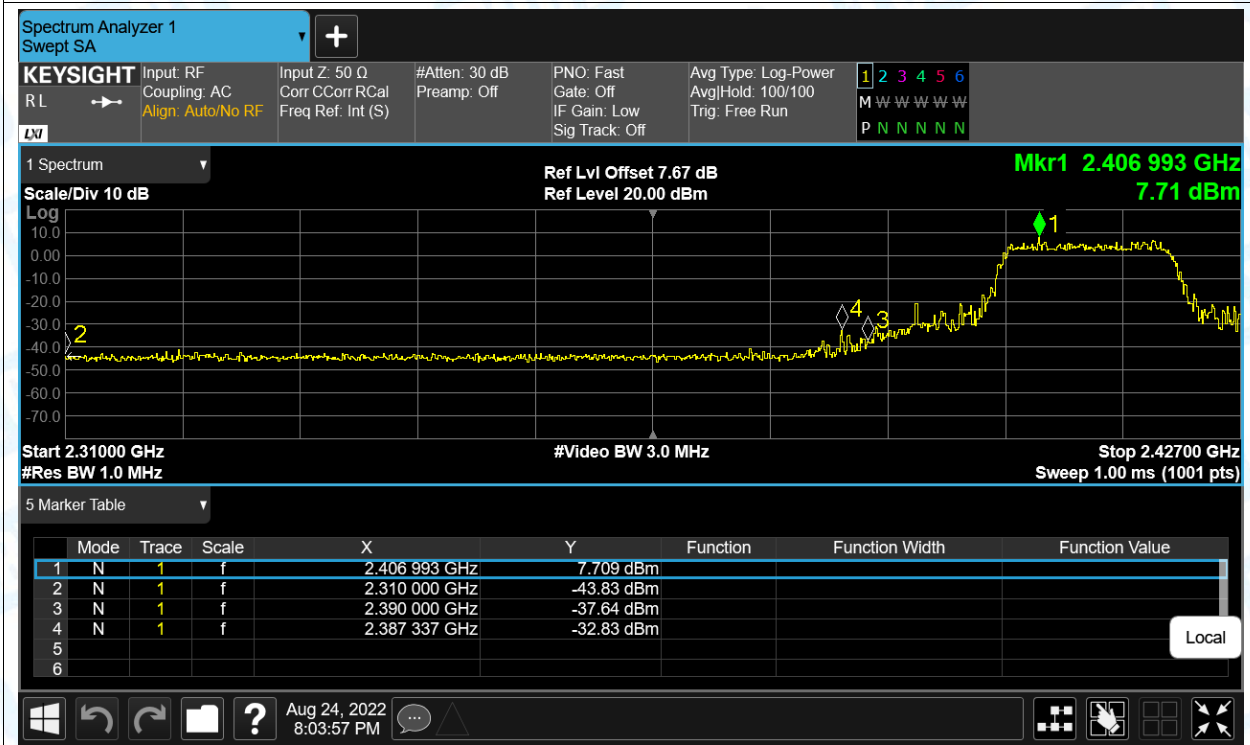 Spectrum Analyzer 1
Swept SA
KEYSIGHT
R L
LXI
Input: RF
Coupling: AC
Align: Auto/No RF
Input Z: 50 Ω
Corr CCorr RCal
Freq Ref: Int (S)
#Atten: 30 dB
Preamp: Off
PNO: Fast
Gate: Off
IF Gain: Low
Sig Track: Off
Avg Type: Log-Power
Avg|Hold: 100/100
Trig: Free Run
1 2 3 4 5 6
M W W W W W
P N N N N N
1 Spectrum
Scale/Div 10 dB
Ref Lvl Offset 7.67 dB
Ref Level 20.00 dBm
Mkr1 2.406 993 GHz
7.71 dBm
Log
10.0
0.00
-10.0
-20.0
-30.0
-40.0
-50.0
-60.0
-70.0
1
2
4
3
Start 2.31000 GHz
#Video BW 3.0 MHz
Stop 2.42700 GHz
#Res BW 1.0 MHz
Sweep 1.00 ms (1001 pts)
5 Marker Table
Mode Trace Scale X Y Function Function Width Function Value
1 N 1 f 2.406 993 GHz 7.709 dBm
2 N 1 f 2.310 000 GHz -43.83 dBm
3 N 1 f 2.390 000 GHz -37.64 dBm
4 N 1 f 2.387 337 GHz -32.83 dBm
5
6
Local
?
Aug 24, 2022
8:03:57 PM